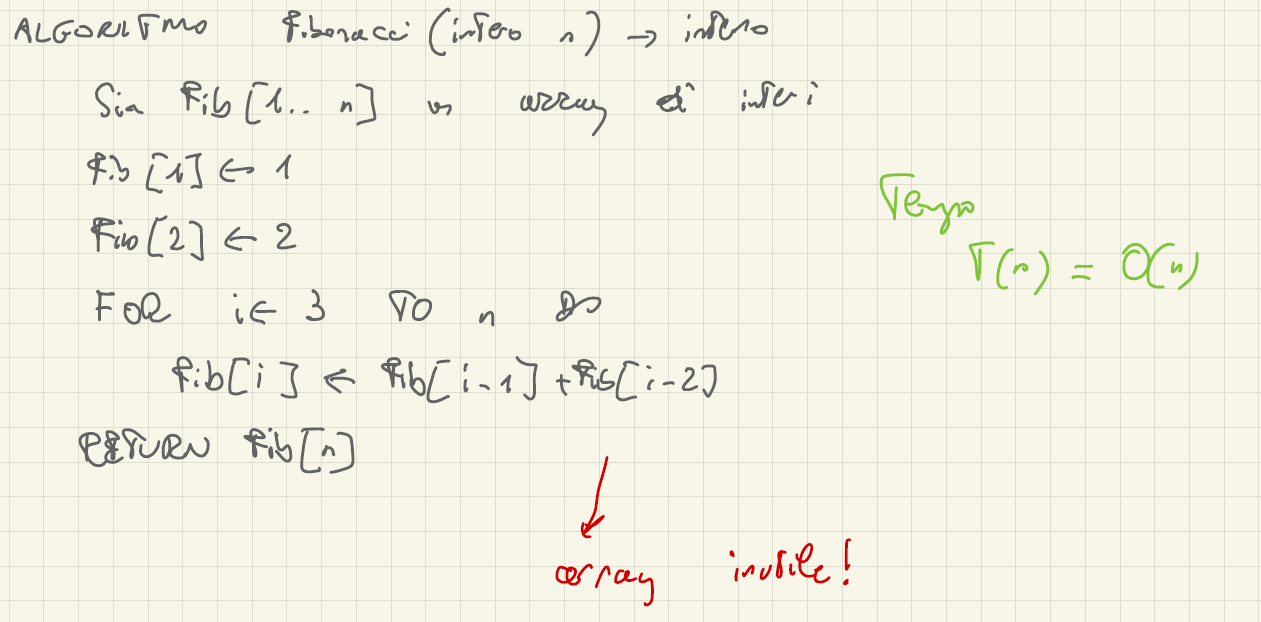 ALGORITMO Fibonacci (intero n) → intero
Sia Fib[1.. n] un array di interi
Fib [1] ← 1
Fib[2] ← 2
Tempo
T(n) = O(n)
FOR i ← 3 TO n DO
Fib[i] ← Fib[i-1] + Fib[i-2]
RETURN Fib[n]
array inutile!